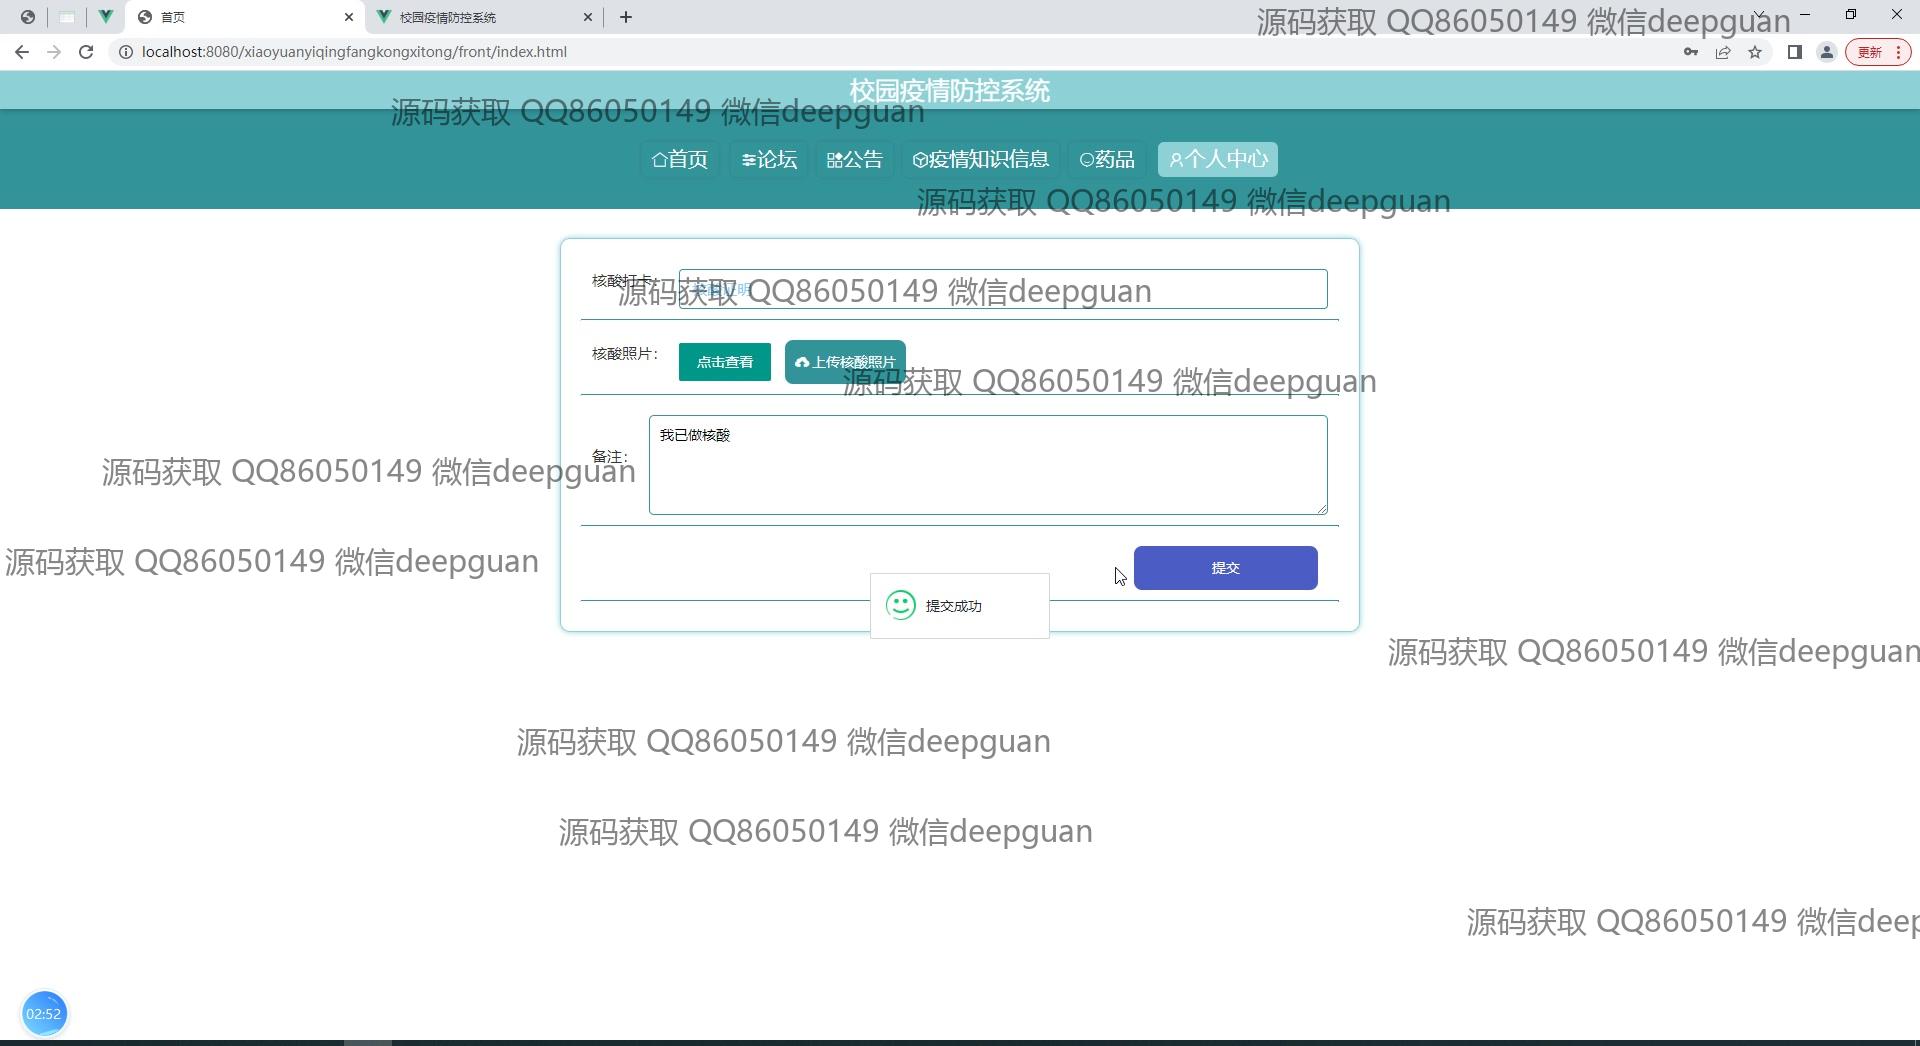 首页
校园疫情防控系统
源码获取 QQ86050149 微信deepguan
localhost:8080/xiaoyuanyiqingfangkongxitong/front/index.html
更新
校园疫情防控系统
源码获取 QQ86050149 微信deepguan
首页
论坛
公告
疫情知识信息
药品
个人中心
源码获取 QQ86050149 微信deepguan
核酸打卡:
源码获取 QQ86050149 微信deepguan
核酸照片:
点击查看
上传核酸照片
源码获取 QQ86050149 微信deepguan
备注:
我已做核酸
源码获取 QQ86050149 微信deepguan
源码获取 QQ86050149 微信deepguan
提交
提交成功
源码获取 QQ86050149 微信deepguan
源码获取 QQ86050149 微信deepguan
源码获取 QQ86050149 微信deepguan
源码获取 QQ86050149 微信deep
02:52